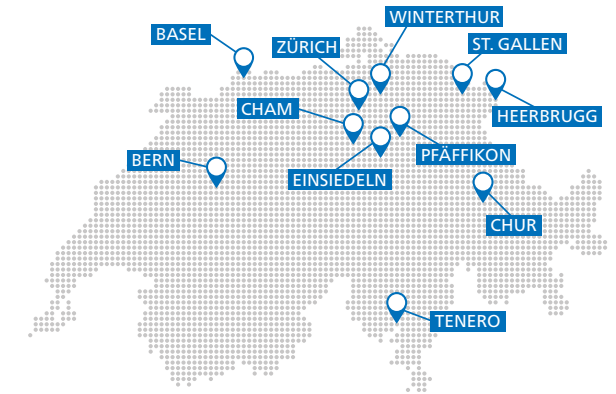 WINTERTHUR
BASEL
ZÜRICH
ST. GALLEN
CHAM
HEERBRUGG
BERN
PFÄFFIKON
EINSIEDELN
CHUR
TENERO